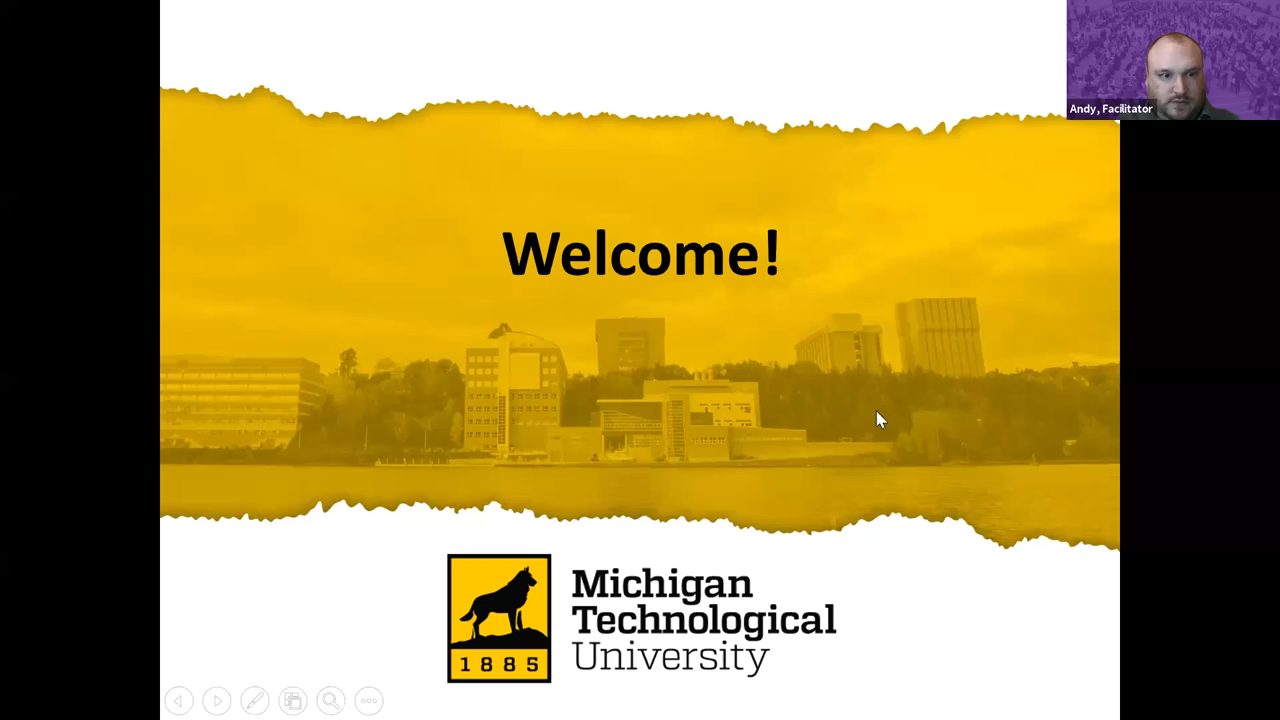 Andy, Facilitator
Welcome!
Michigan
Technological
University
1885